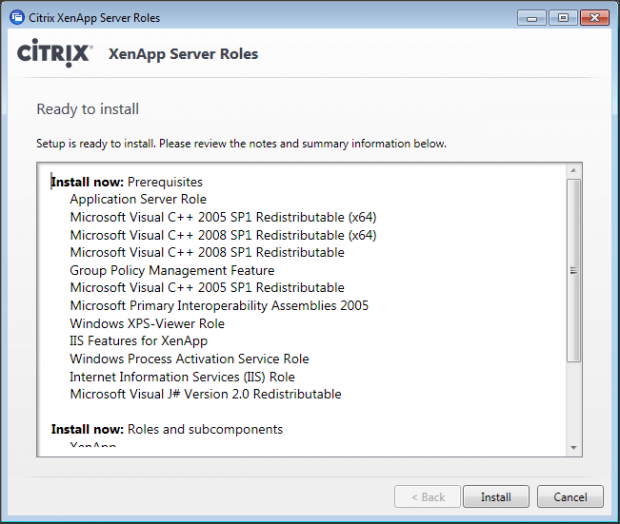 Citrix XenApp Server Roles
CİTRIX XenApp Server Roles
Ready to install
Setup is ready to install. Please review the notes and summary information below.
Install now: Prerequisites
Application Server Role
Microsoft Visual C++ 2005 SP1 Redistributable (x64)
Microsoft Visual C++ 2008 SP1 Redistributable (x64)
Microsoft Visual C++ 2008 SP1 Redistributable
Group Policy Management Feature
Microsoft Visual C++ 2005 SP1 Redistributable
Microsoft Primary Interoperability Assemblies 2005
Windows XPS-Viewer Role
IIS Features for XenApp
Windows Process Activation Service Role
Internet Information Services (IIS) Role
Microsoft Visual J# Version 2.0 Redistributable
Install now: Roles and subcomponents
XenApp
< Back Install Cancel